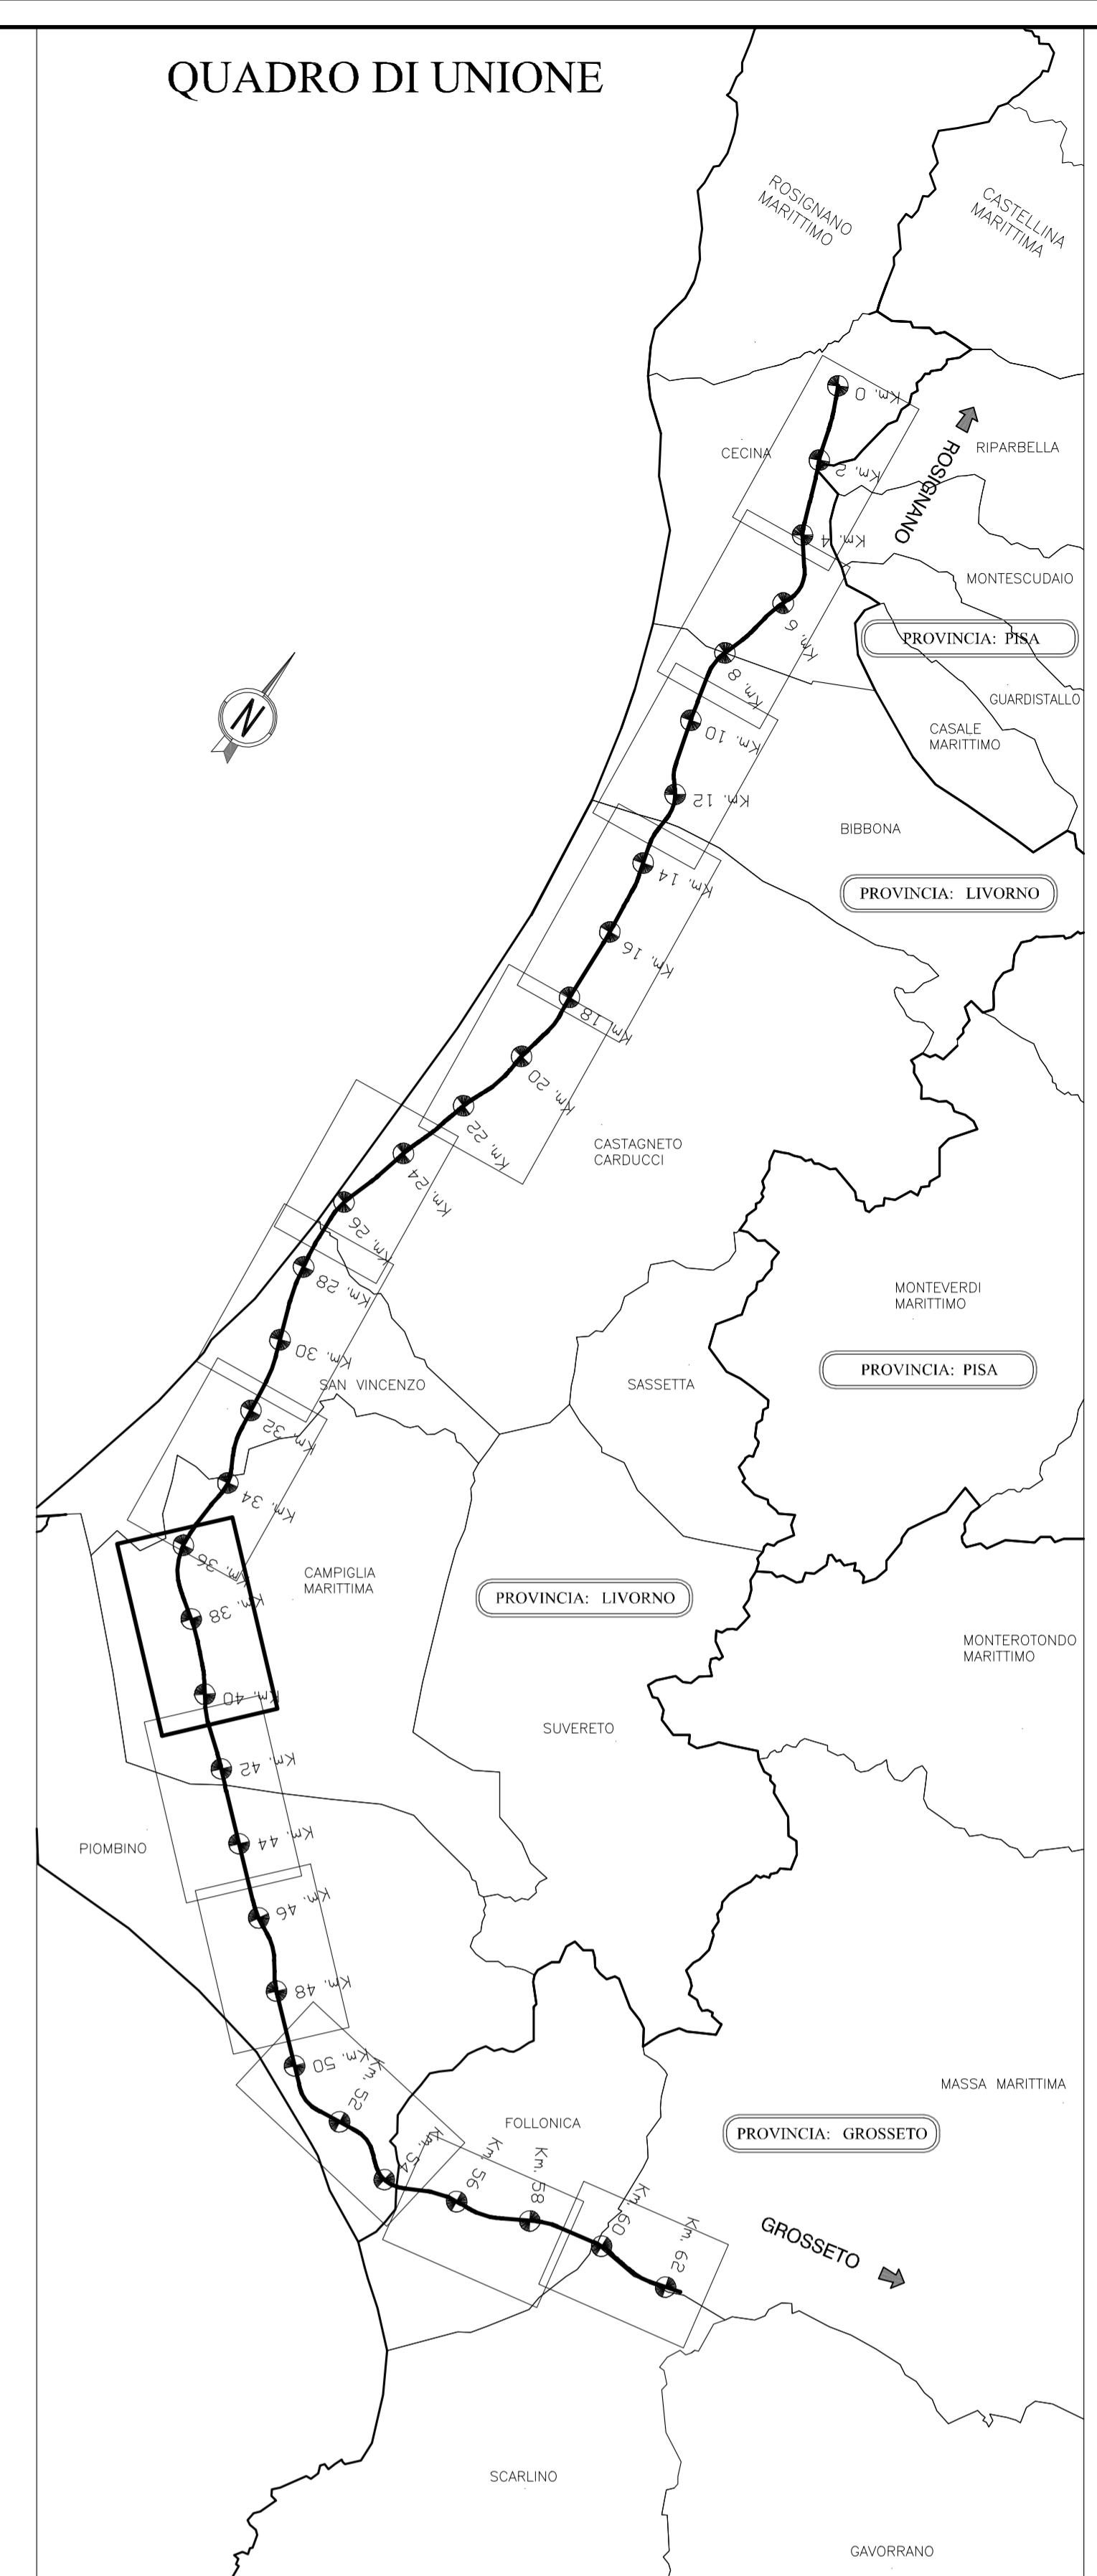 QUADRO DI UNIONE
ROSIGNANO
MARITTIMO
CASTELLINA
MARITTIMA
Km. 0
CECINA
RIPARBELLA
Km. 2
ROSIGNANO
Km. 4
MONTESCUDAIO
Km. 6
PROVINCIA: PISA
Km. 8
GUARDISTALLO
N
Km. 10
CASALE
MARITTIMO
Km. 12
BIBBONA
Km. 14
PROVINCIA: LIVORNO
Km. 16
Km. 18
Km. 20
Km. 22
CASTAGNETO
CARDUCCI
Km. 24
Km. 26
Km. 28
MONTEVERDI
MARITTIMO
Km. 30
PROVINCIA: PISA
SAN VINCENZO
SASSETTA
Km. 32
Km. 34
Km. 36
CAMPIGLIA
MARITTIMA
PROVINCIA: LIVORNO
Km. 38
MONTEROTONDO
MARITTIMO
Km. 40
SUVERETO
Km. 42
Km. 44
PIOMBINO
Km. 46
Km. 48
Km. 50
Km. 52
MASSA MARITTIMA
FOLLONICA
PROVINCIA: GROSSETO
Km. 54
Km. 56
Km. 58
Km. 60
Km. 62
GROSSETO
SCARLINO
GAVORRANO